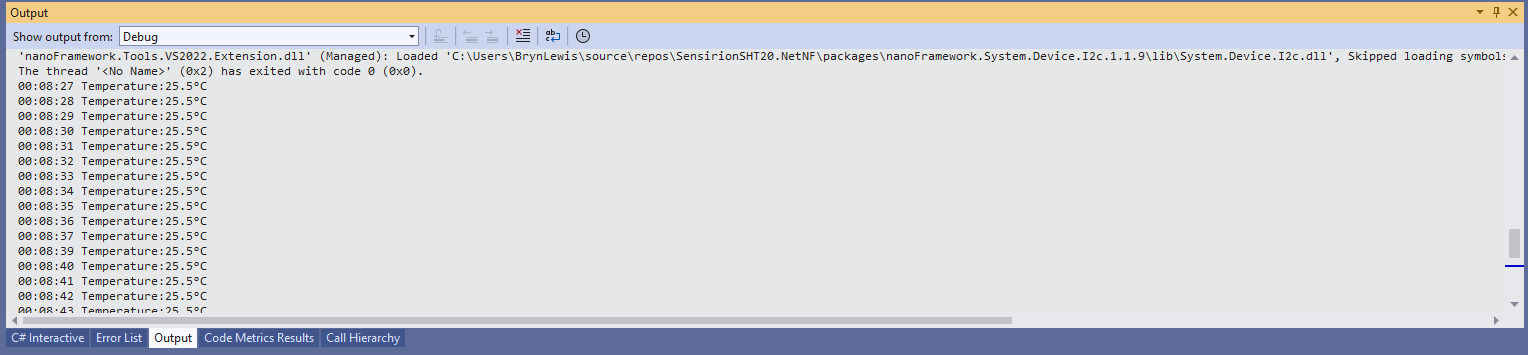 Output
Show output from: Debug
'nanoFramework.Tools.VS2022.Extension.dll' (Managed): Loaded 'C:\Users\BrynLewis\source\repos\SensirionSHT20.NetNF\packages\nanoFramework.System.Device.I2c.1.1.9\lib\System.Device.I2c.dll', Skipped loading symbols
The thread '<No Name>' (0x2) has exited with code 0 (0x0).
00:08:27 Temperature:25.5°C
00:08:28 Temperature:25.5°C
00:08:29 Temperature:25.5°C
00:08:30 Temperature:25.5°C
00:08:31 Temperature:25.5°C
00:08:32 Temperature:25.5°C
00:08:33 Temperature:25.5°C
00:08:34 Temperature:25.5°C
00:08:35 Temperature:25.5°C
00:08:36 Temperature:25.5°C
00:08:37 Temperature:25.5°C
00:08:39 Temperature:25.5°C
00:08:40 Temperature:25.5°C
00:08:41 Temperature:25.5°C
00:08:42 Temperature:25.5°C
00:08:43 Temperature:25.5°C
C# Interactive Error List Output Code Metrics Results Call Hierarchy